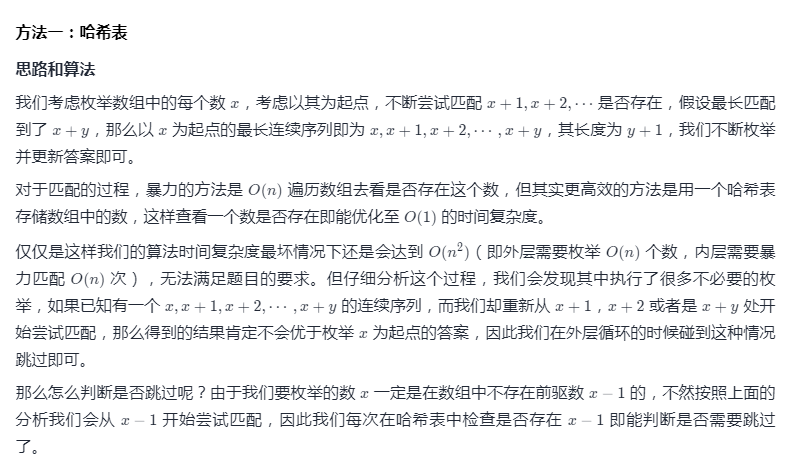 方法一：哈希表
思路和算法
我们考虑枚举数组中的每个数 x，考虑以其为起点，不断尝试匹配 x + 1, x + 2, ⋯ 是否存在，假设最长匹配
到了 x + y，那么以 x 为起点的最长连续序列即为 x, x + 1, x + 2, ⋯ , x + y，其长度为 y + 1，我们不断枚举
并更新答案即可。
对于匹配的过程，暴力的方法是 O(n) 遍历数组去看是否存在这个数，但其实更高效的方法是用一个哈希表
存储数组中的数，这样查看一个数是否存在即能优化至 O(1) 的时间复杂度。
仅仅是这样我们的算法时间复杂度最坏情况下还是会达到 O(n²)（即外层需要枚举 O(n) 个数，内层需要暴
力匹配 O(n) 次），无法满足题目的要求。但仔细分析这个过程，我们会发现其中执行了很多不必要的枚
举，如果已知有一个 x, x + 1, x + 2, ⋯ , x + y 的连续序列，而我们却重新从 x + 1，x + 2 或者是 x + y 处开
始尝试匹配，那么得到的结果肯定不会优于枚举 x 为起点的答案，因此我们在外层循环的时候碰到这种情况
跳过即可。
那么怎么判断是否跳过呢？由于我们要枚举的数 x 一定是在数组中不存在前驱数 x − 1 的，不然按照上面的
分析我们会从 x − 1 开始尝试匹配，因此我们每次在哈希表中检查是否存在 x − 1 即能判断是否需要跳过
了。